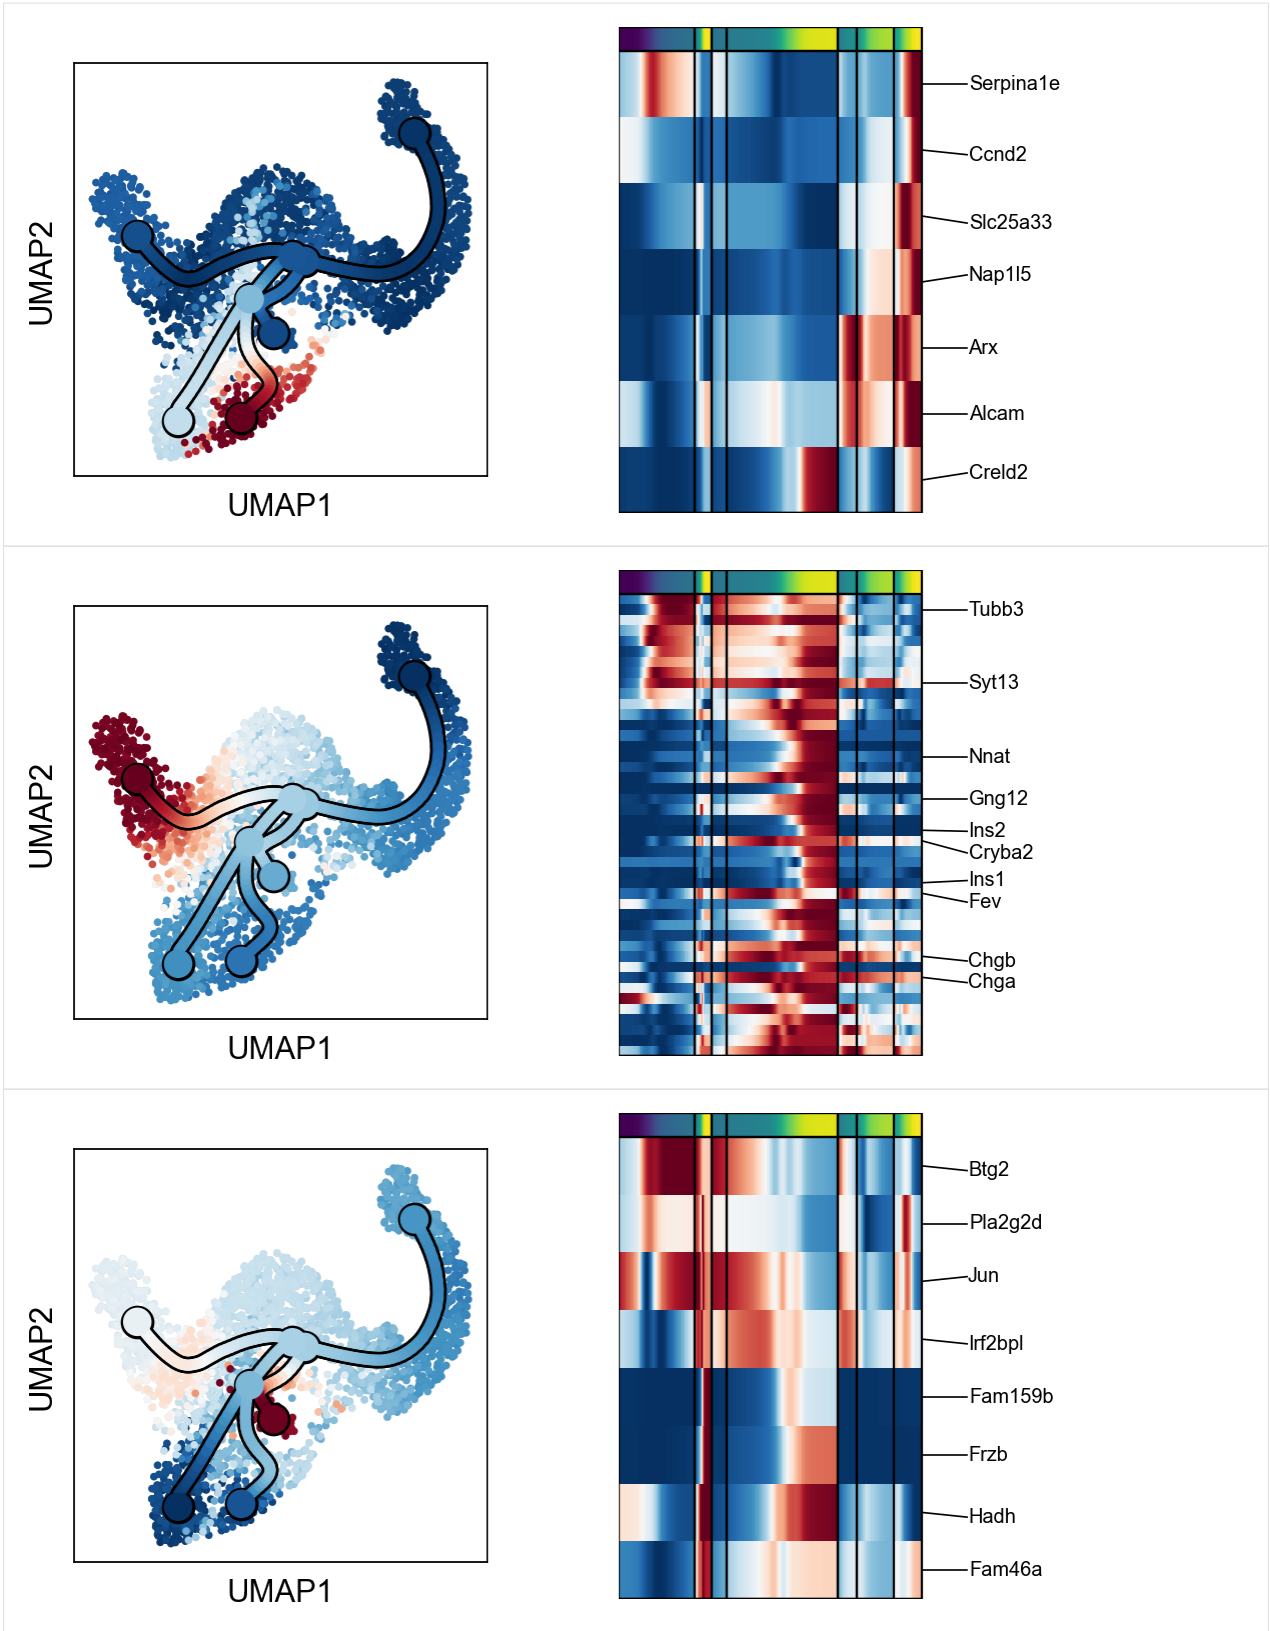 UMAP2
UMAP1
Serpina1e
Ccnd2
Slc25a33
Nap1l5
Arx
Alcam
Creld2
UMAP2
UMAP1
Tubb3
Syt13
Nnat
Gng12
Ins2
Cryba2
Ins1
Fev
Chgb
Chga
UMAP2
UMAP1
Btg2
Pla2g2d
Jun
Irf2bpl
Fam159b
Frzb
Hadh
Fam46a